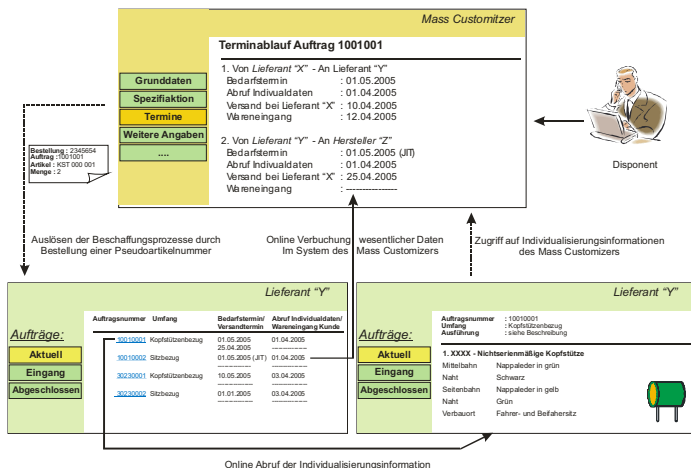 Mass Customitzer
Terminablauf Auftrag 1001001
1. Von Lieferant "X" - An Lieferant "Y"
Bedarfstermin : 01.05.2005
Abruf Indivualdaten : 01.04.2005
Versand bei Lieferant "X" : 10.04.2005
Wareneingang : 12.04.2005
2. Von Lieferant "Y" - An Hersteller "Z"
Bedarfstermin : 01.05.2005 (JIT)
Abruf Indivualdaten : 01.04.2005
Versand bei Lieferant "X" : 25.04.2005
Wareneingang : ----------------
Grunddaten
Spezifiaktion
Termine
Weitere Angaben
....
Bestellung : 2345654
Auftrag :1001001
Artikel : KST 000 001
Menge : 2
Disponent
Auslösen der Beschaffungsprozesse durch
Bestellung einer Pseudoartikelnummer
Online Verbuchung wesentlicher Daten
Im System des Mass Customizers
Zugriff auf Individualisierungsinformationen
des Mass Customizers
Lieferant "Y"
Aufträge:
Aktuell
Eingang
Abgeschlossen
Auftragsnummer Umfang Bedarfstermin/ Abruf Individualdaten/
Versandtermin Wareneingang Kunde
10010001 Kopfstützenbezug 01.05.2005 01.04.2005
25.04.2005 ----------------
10010002 Sitzbezug 01.05.2005 (JIT) 01.04.2005
---------------- ----------------
30230001 Kopfstützenbezug 10.05.2005 03.04.2005
---------------- ----------------
30230002 Sitzbezug 01.01.2005 03.04.2005
---------------- ----------------
Lieferant "Y"
Aufträge:
Aktuell
Eingang
Abgeschlossen
Auftragsnummer : 10010001
Umfang : Kopfstützenbezug
Ausführung : siehe Beschreibung
1. XXXX - Nichtserienmäßige Kopfstütze
Mittelbahn Nappaleder in grün
Naht Schwarz
Seitenbahn Nappaleder in gelb
Naht Grün
Verbauort Fahrer- und Beifahersitz
Online Abruf der Individualisierungsinformation